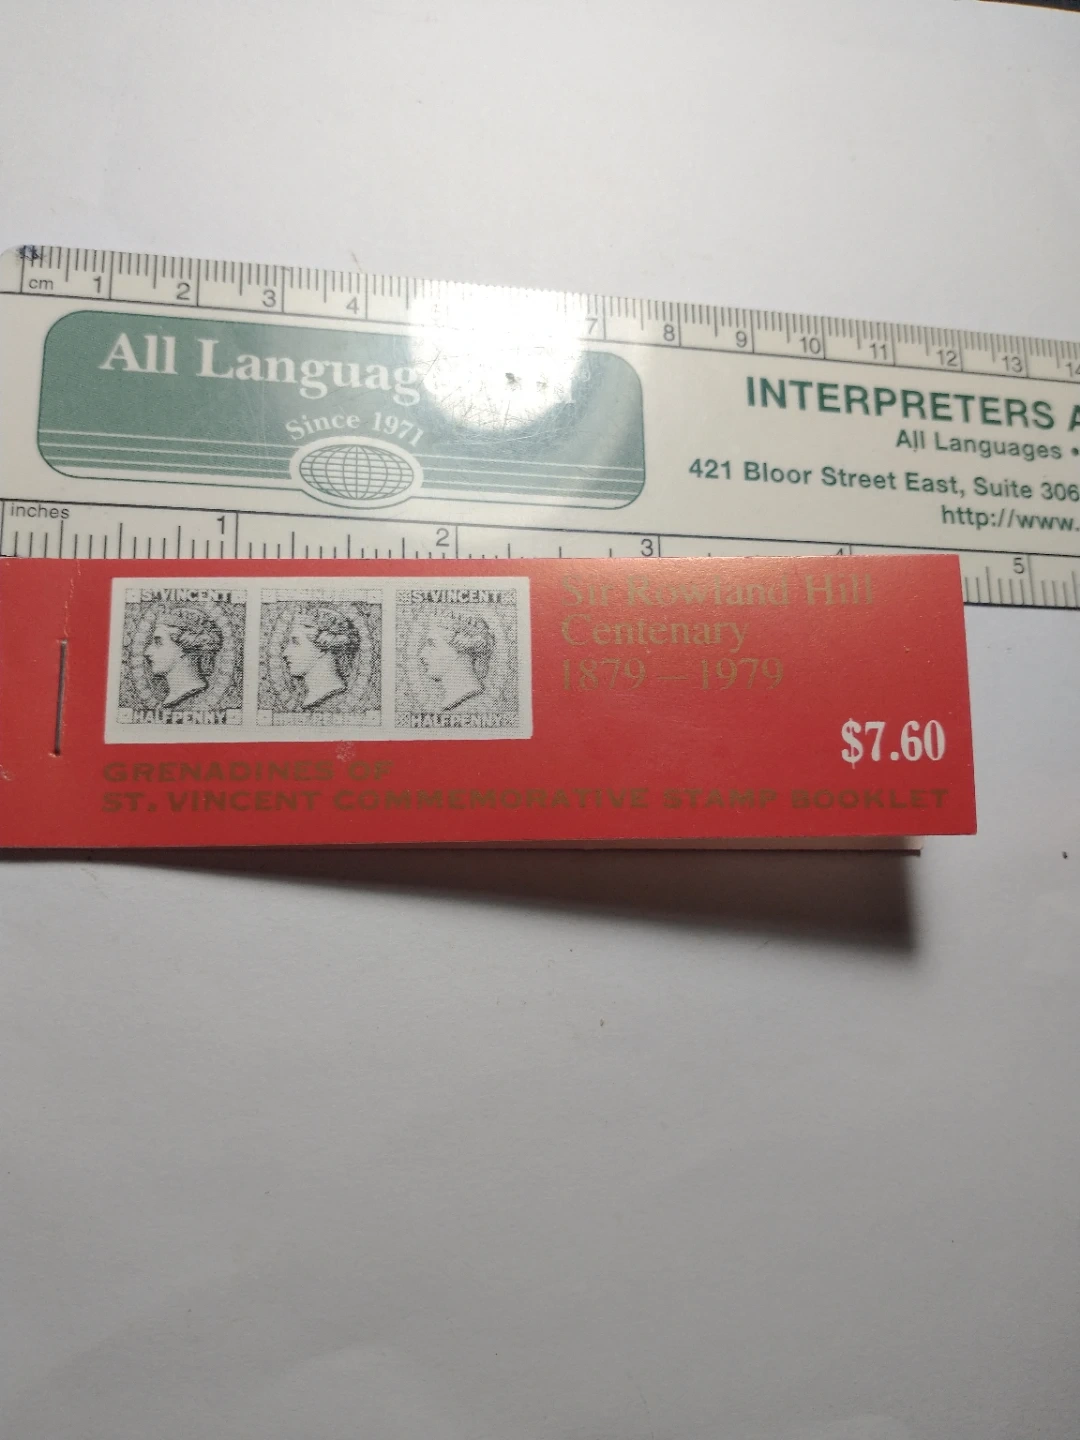 cm 1 2 3 4 7 8 9 10 11 12 13 14
All Languag
Since 1971
INTERPRETERS A
All Languages •
421 Bloor Street East, Suite 306
http://www.
inches 1 2 3 4 5
ST VINCENT ST VINCENT
HALFPENNY HALFPENNY HALFPENNY
Sir Rowland Hill
Centenary
1879 – 1979
$7.60
GRENADINES OF
ST. VINCENT COMMEMORATIVE STAMP BOOKLET